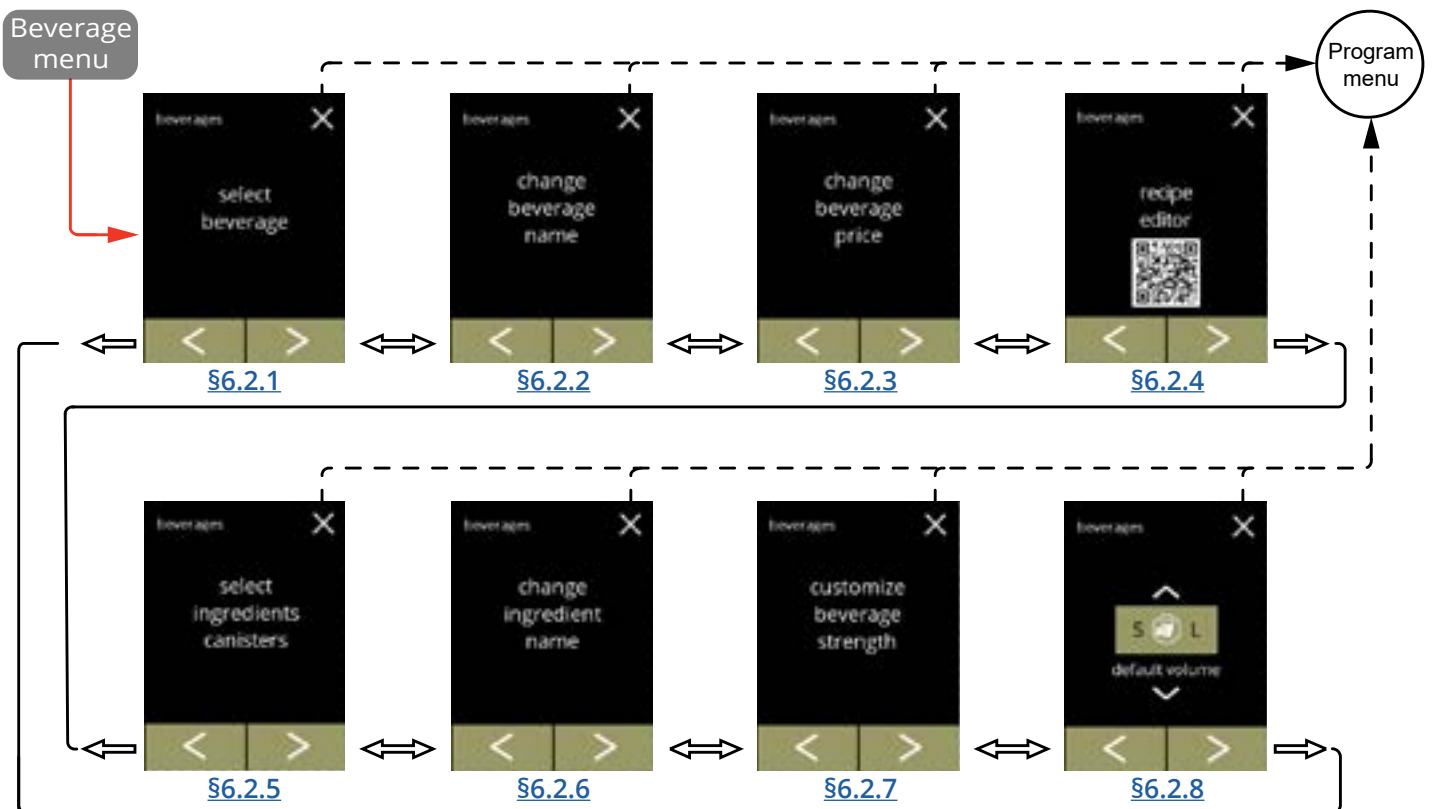 Beverage
menu
Program
menu
beverages
select
beverage
§6.2.1
beverages
change
beverage
name
§6.2.2
beverages
change
beverage
price
§6.2.3
beverages
recipe
editor
§6.2.4
beverages
select
ingredients
canisters
§6.2.5
beverages
change
ingredient
name
§6.2.6
beverages
customize
beverage
strength
§6.2.7
beverages
S L
default volume
§6.2.8